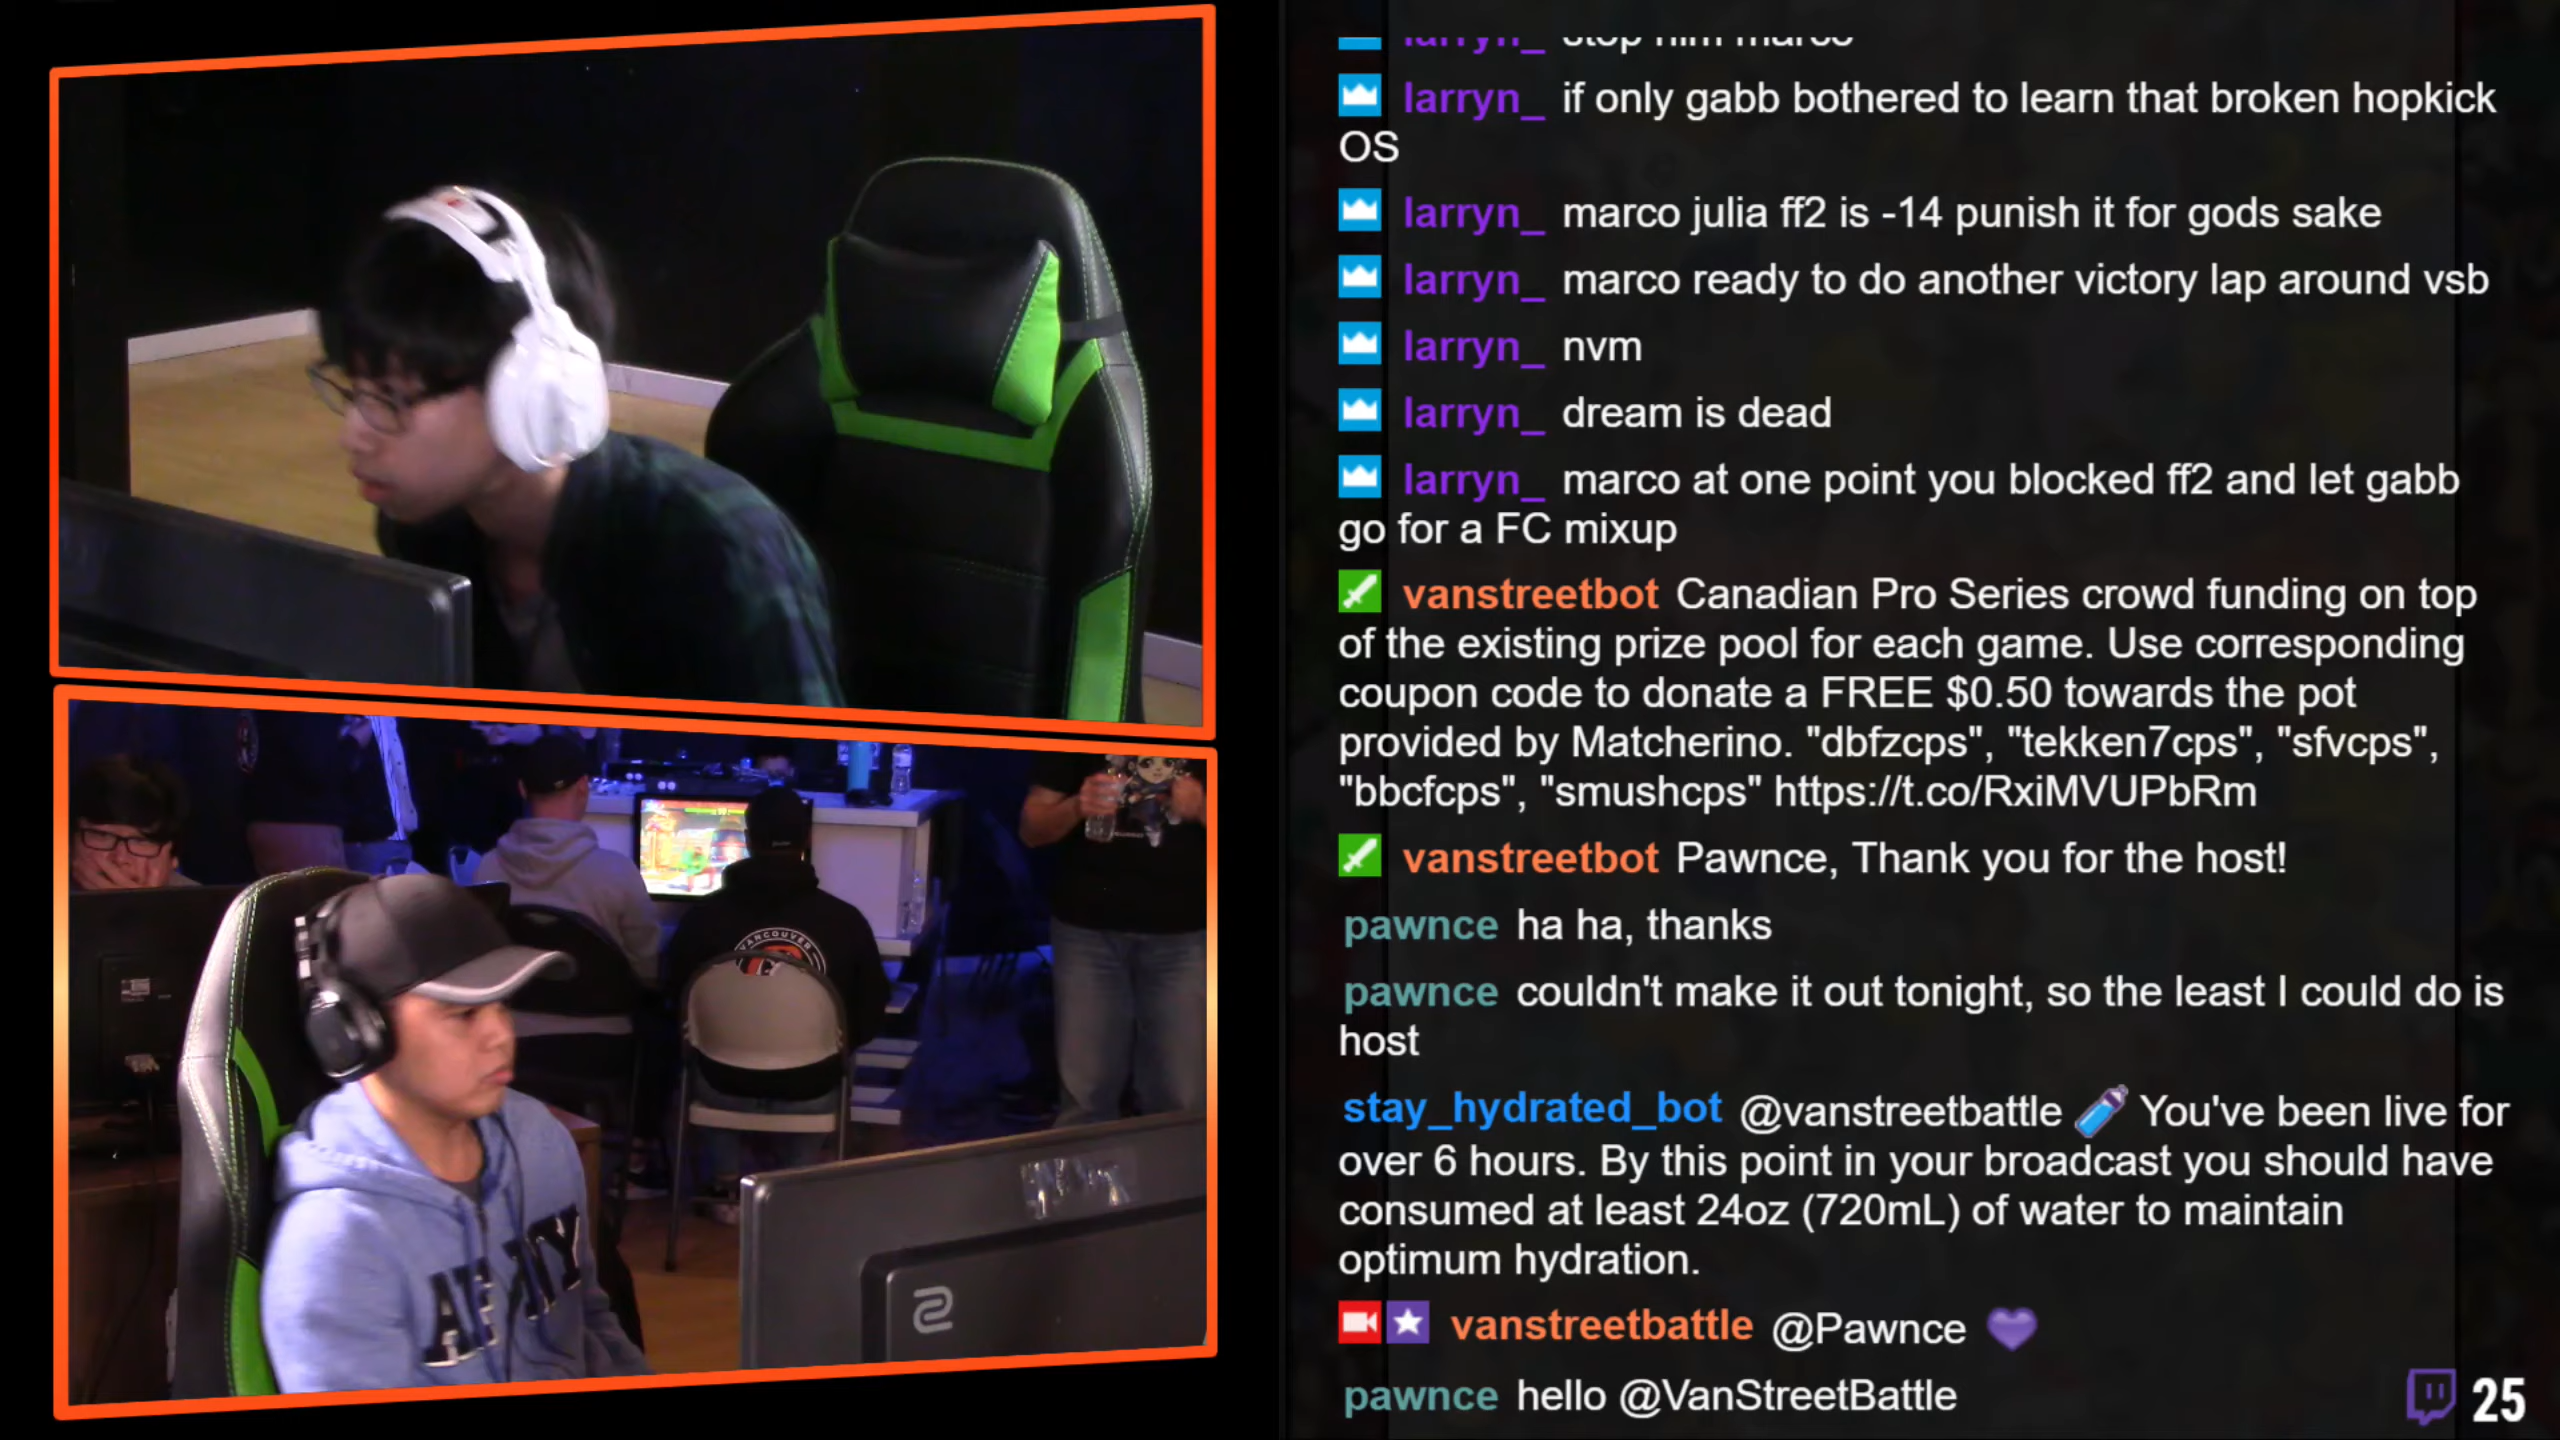 larryn_ stop him marco
larryn_ if only gabb bothered to learn that broken hopkick
OS
larryn_ marco julia ff2 is -14 punish it for gods sake
larryn_ marco ready to do another victory lap around vsb
larryn_ nvm
larryn_ dream is dead
larryn_ marco at one point you blocked ff2 and let gabb
go for a FC mixup
vanstreetbot Canadian Pro Series crowd funding on top
of the existing prize pool for each game. Use corresponding
coupon code to donate a FREE $0.50 towards the pot
provided by Matcherino. "dbfzcps", "tekken7cps", "sfvcps",
"bbcfcps", "smushcps" https://t.co/RxiMVUPbRm
vanstreetbot Pawnce, Thank you for the host!
pawnce ha ha, thanks
pawnce couldn't make it out tonight, so the least I could do is
host
stay_hydrated_bot @vanstreetbattle You've been live for
over 6 hours. By this point in your broadcast you should have
consumed at least 24oz (720mL) of water to maintain
optimum hydration.
vanstreetbattle @Pawnce
pawnce hello @VanStreetBattle
25
VANCOUVER
ARMY